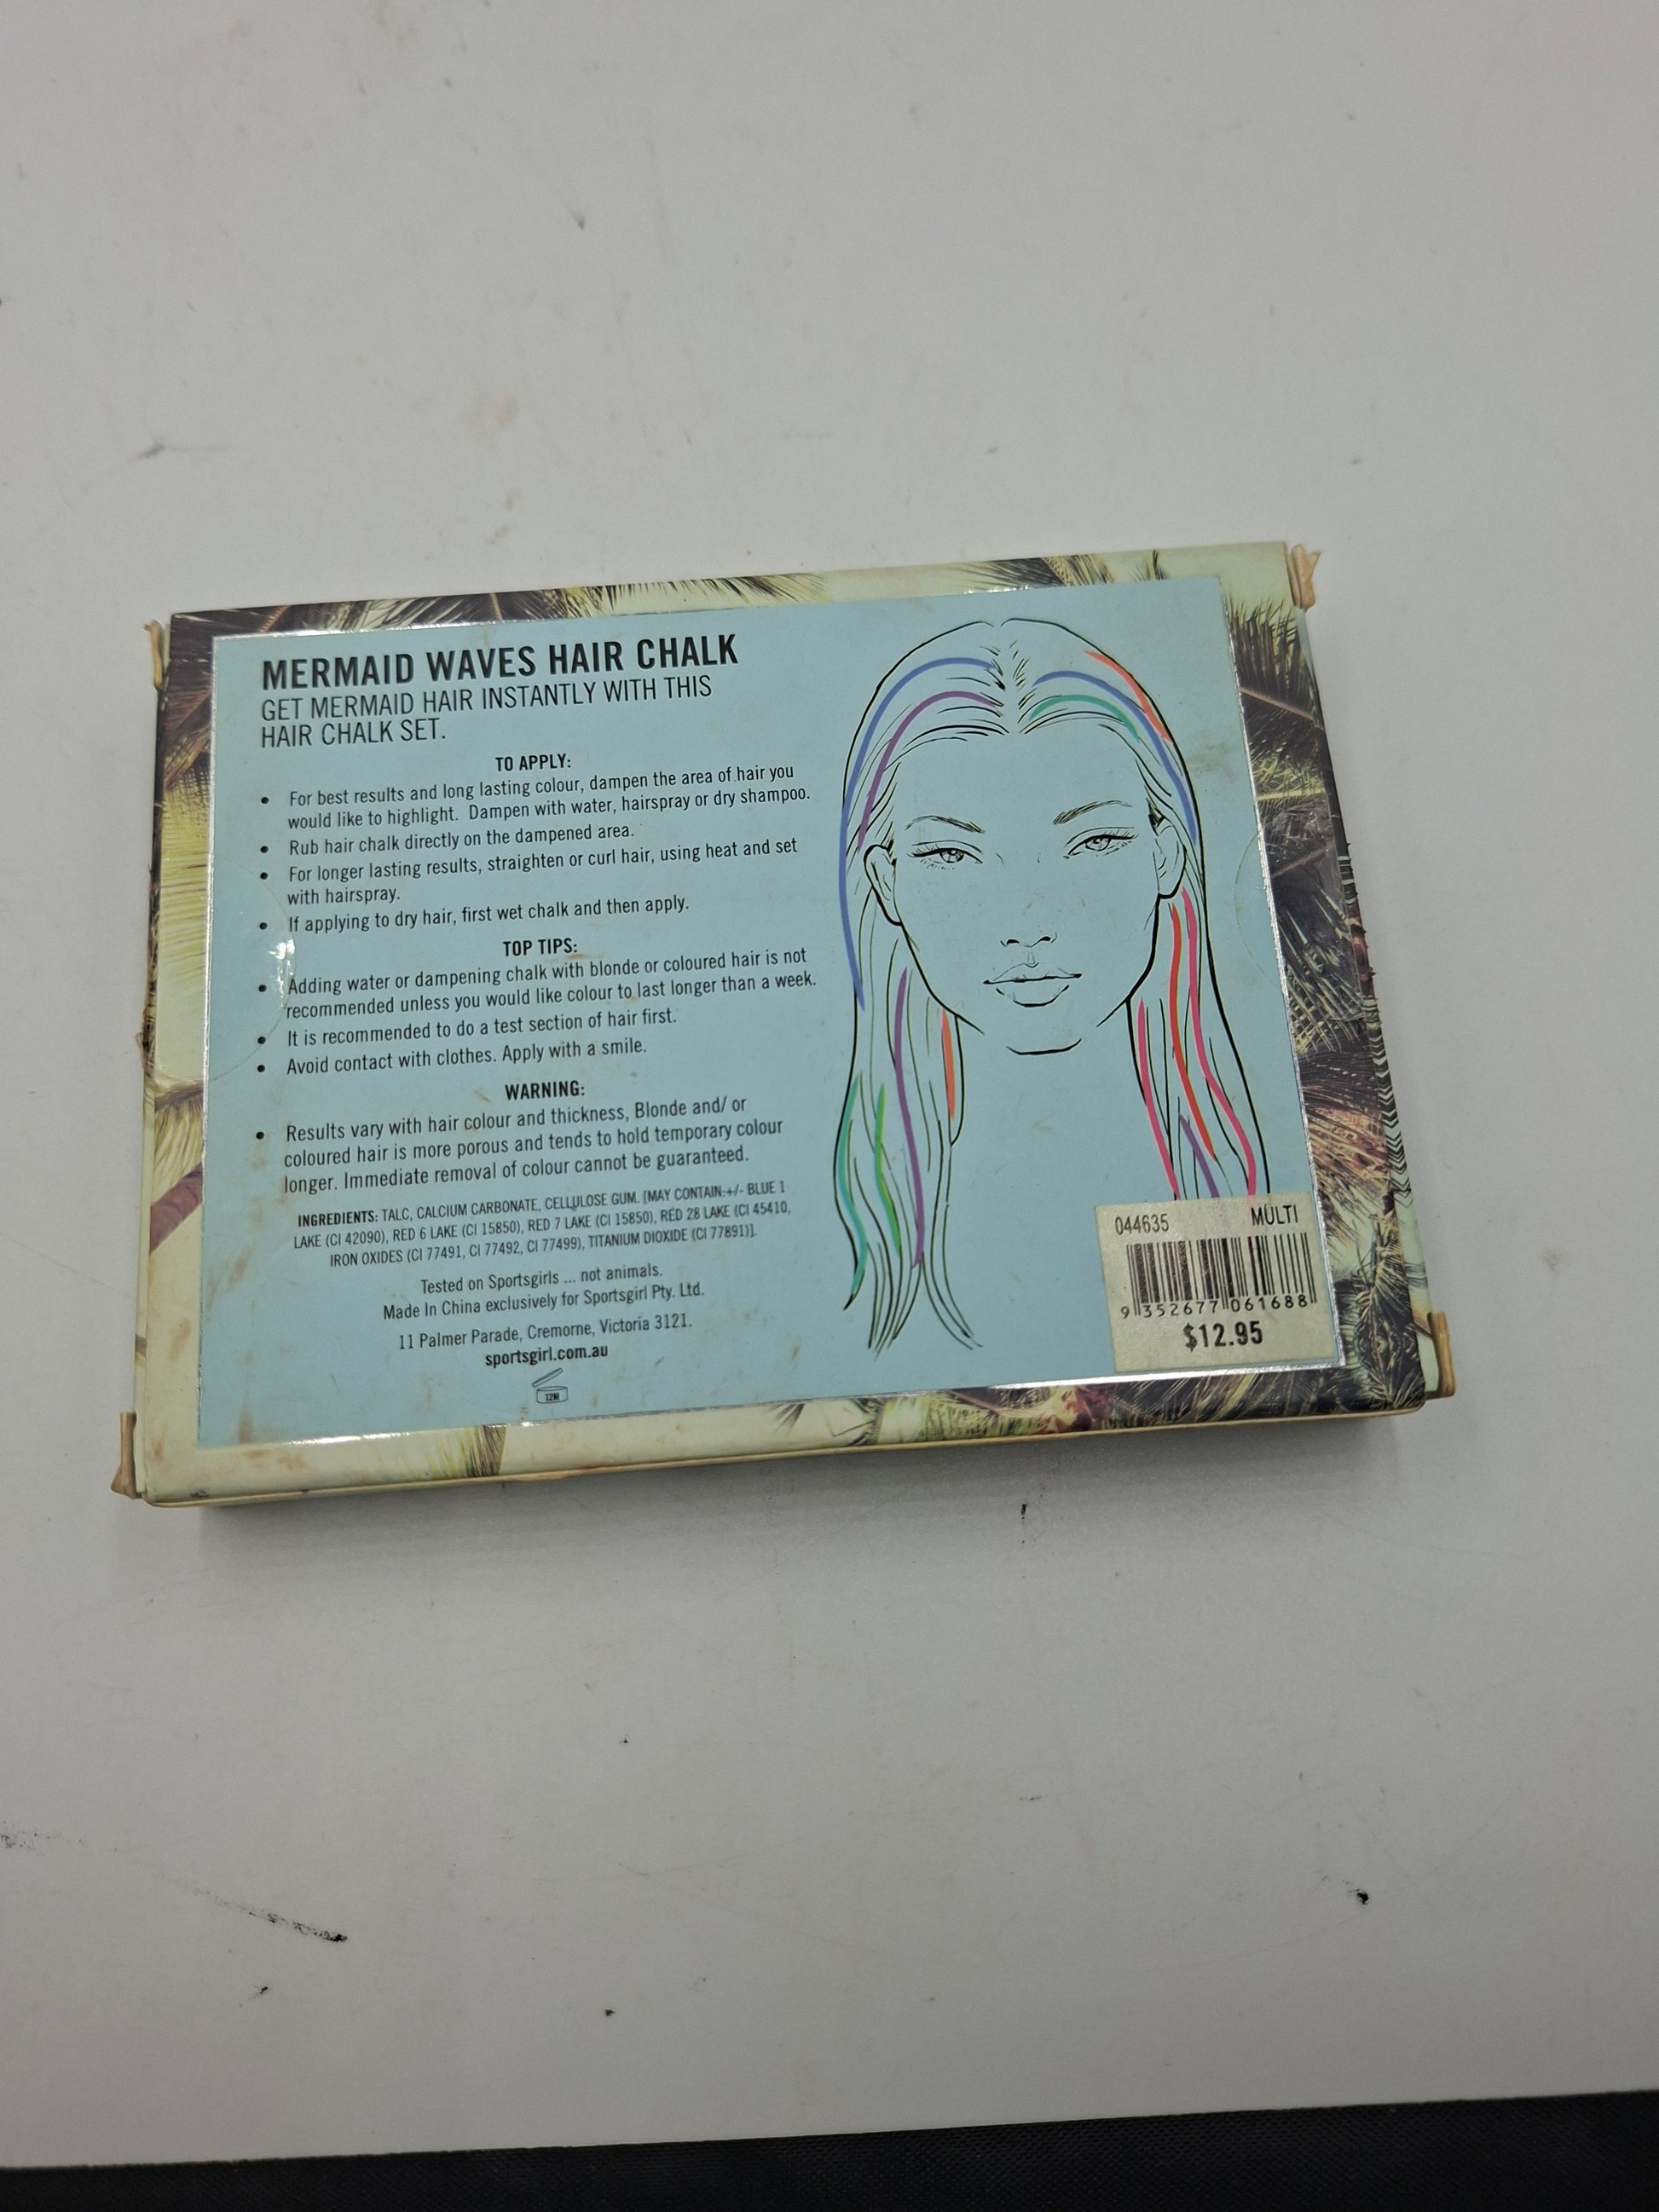 MERMAID WAVES HAIR CHALK
GET MERMAID HAIR INSTANTLY WITH THIS
HAIR CHALK SET.
TO APPLY:
• For best results and long lasting colour, dampen the area of hair you
would like to highlight. Dampen with water, hairspray or dry shampoo.
• Rub hair chalk directly on the dampened area.
• For longer lasting results, straighten or curl hair, using heat and set
with hairspray.
• If applying to dry hair, first wet chalk and then apply.
TOP TIPS:
• Adding water or dampening chalk with blonde or coloured hair is not
recommended unless you would like colour to last longer than a week.
• It is recommended to do a test section of hair first.
• Avoid contact with clothes. Apply with a smile.
WARNING:
• Results vary with hair colour and thickness, Blonde and/ or
coloured hair is more porous and tends to hold temporary colour
longer. Immediate removal of colour cannot be guaranteed.
INGREDIENTS: TALC, CALCIUM CARBONATE, CELLULOSE GUM. [MAY CONTAIN:+/- BLUE 1
LAKE (CI 42090), RED 6 LAKE (CI 15850), RED 7 LAKE (CI 15850), RED 28 LAKE (CI 45410,
IRON OXIDES (CI 77491, CI 77492, CI 77499), TITANIUM DIOXIDE (CI 77891)].
Tested on Sportsgirls ... not animals.
Made In China exclusively for Sportsgirl Pty. Ltd.
11 Palmer Parade, Cremorne, Victoria 3121.
sportsgirl.com.au
12M
044635 MULTI
9 352677 061688
$12.95